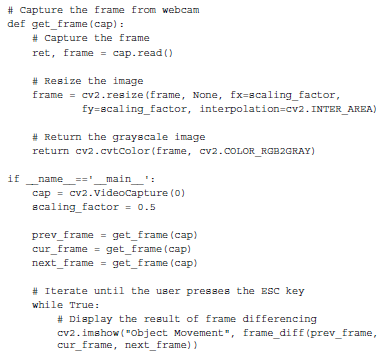 # Capture the frame from webcam
def get_frame(cap):
    # Capture the frame
    ret, frame = cap.read()

    # Resize the image
    frame = cv2.resize(frame, None, fx=scaling_factor,
            fy=scaling_factor, interpolation=cv2.INTER_AREA)

    # Return the grayscale image
    return cv2.cvtColor(frame, cv2.COLOR_RGB2GRAY)

if __name__=='__main__':
    cap = cv2.VideoCapture(0)
    scaling_factor = 0.5

    prev_frame = get_frame(cap)
    cur_frame = get_frame(cap)
    next_frame = get_frame(cap)

    # Iterate until the user presses the ESC key
    while True:
        # Display the result of frame differencing
        cv2.imshow("Object Movement", frame_diff(prev_frame,
        cur_frame, next_frame))